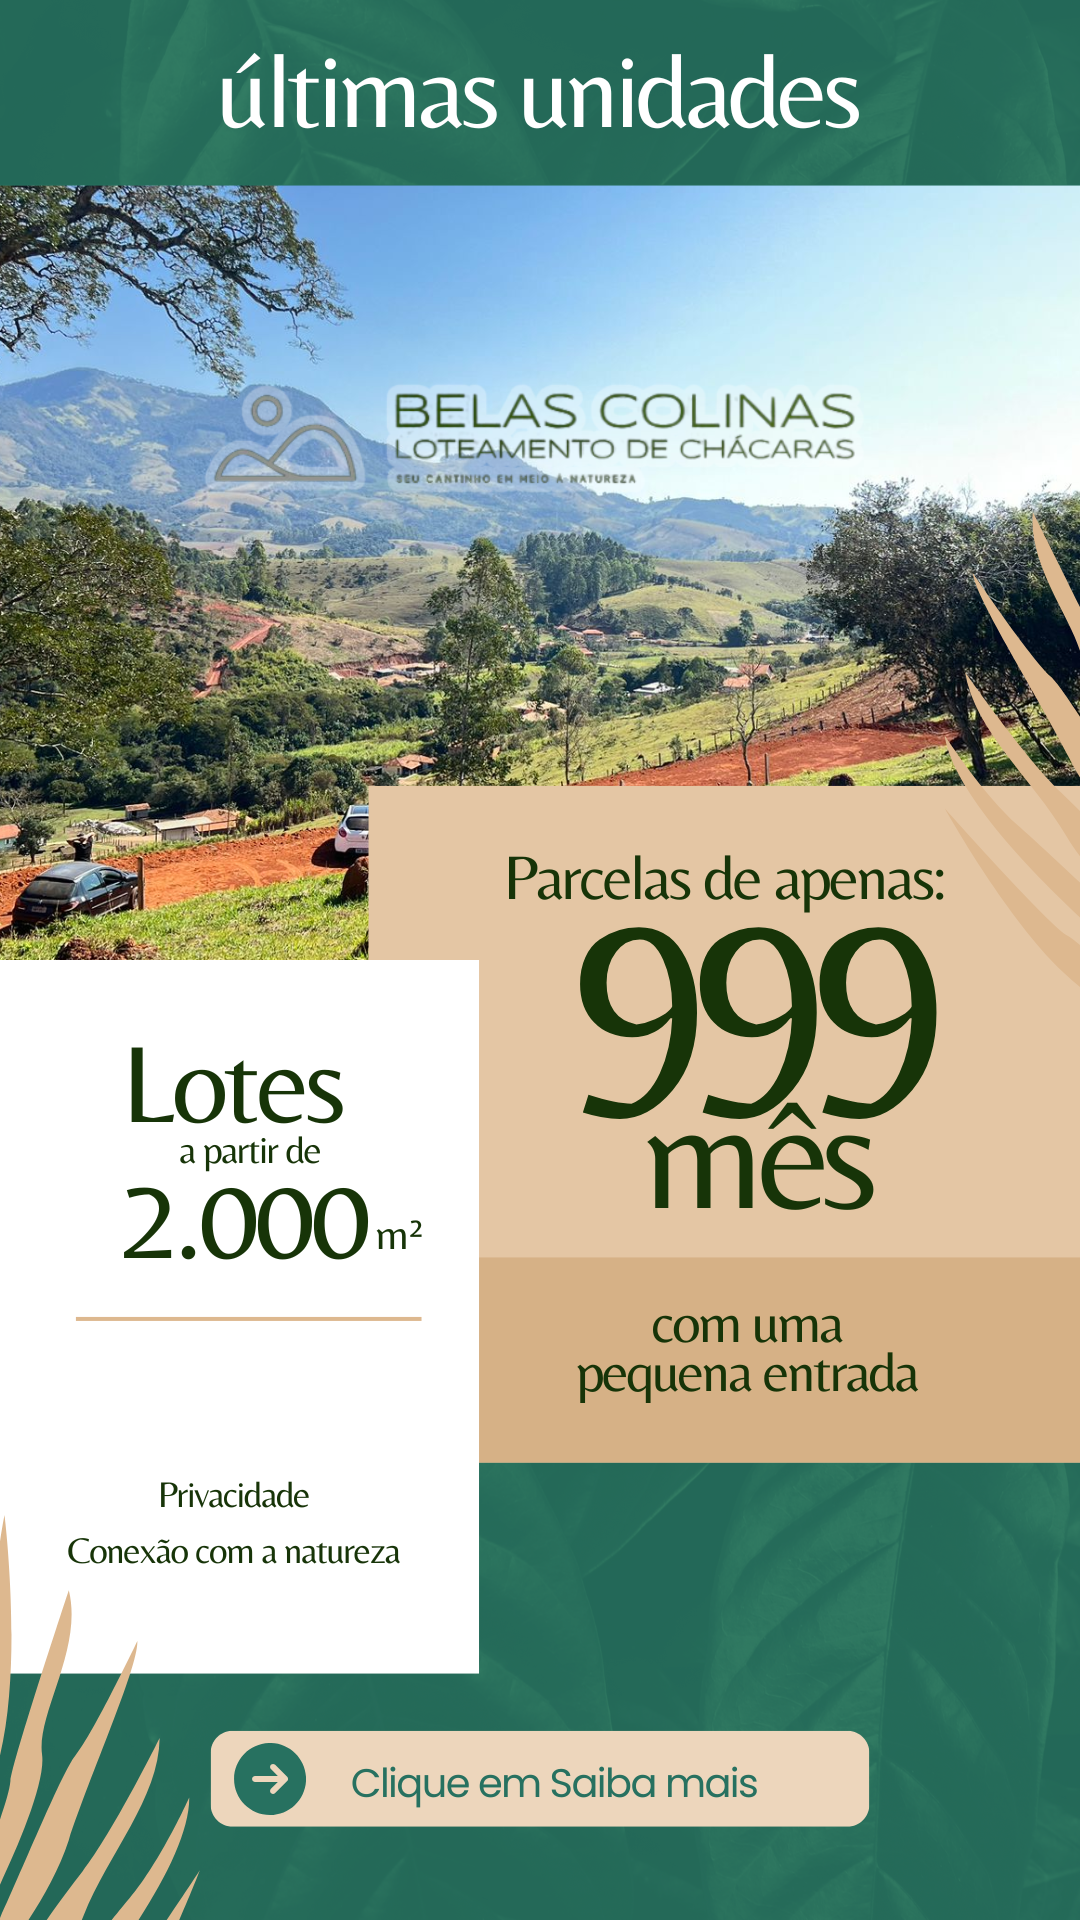 últimas unidades
BELAS COLINAS
LOTEAMENTO DE CHÁCARAS
SEU CANTINHO EM MEIO À NATUREZA
Parcelas de apenas:
999
mês
com uma
pequena entrada
Lotes
a partir de
2.000 m²
Privacidade
Conexão com a natureza
Clique em Saiba mais